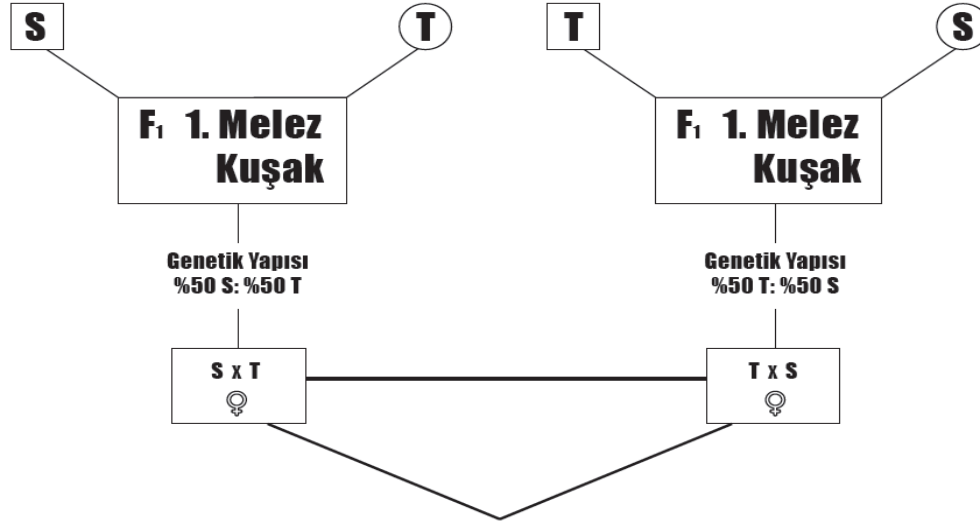 S
T
F₁ 1. Melez
Kuşak
Genetik Yapısı
%50 S: %50 T
S x T
♀
T
S
F₁ 1. Melez
Kuşak
Genetik Yapısı
%50 T: %50 S
T x S
♀